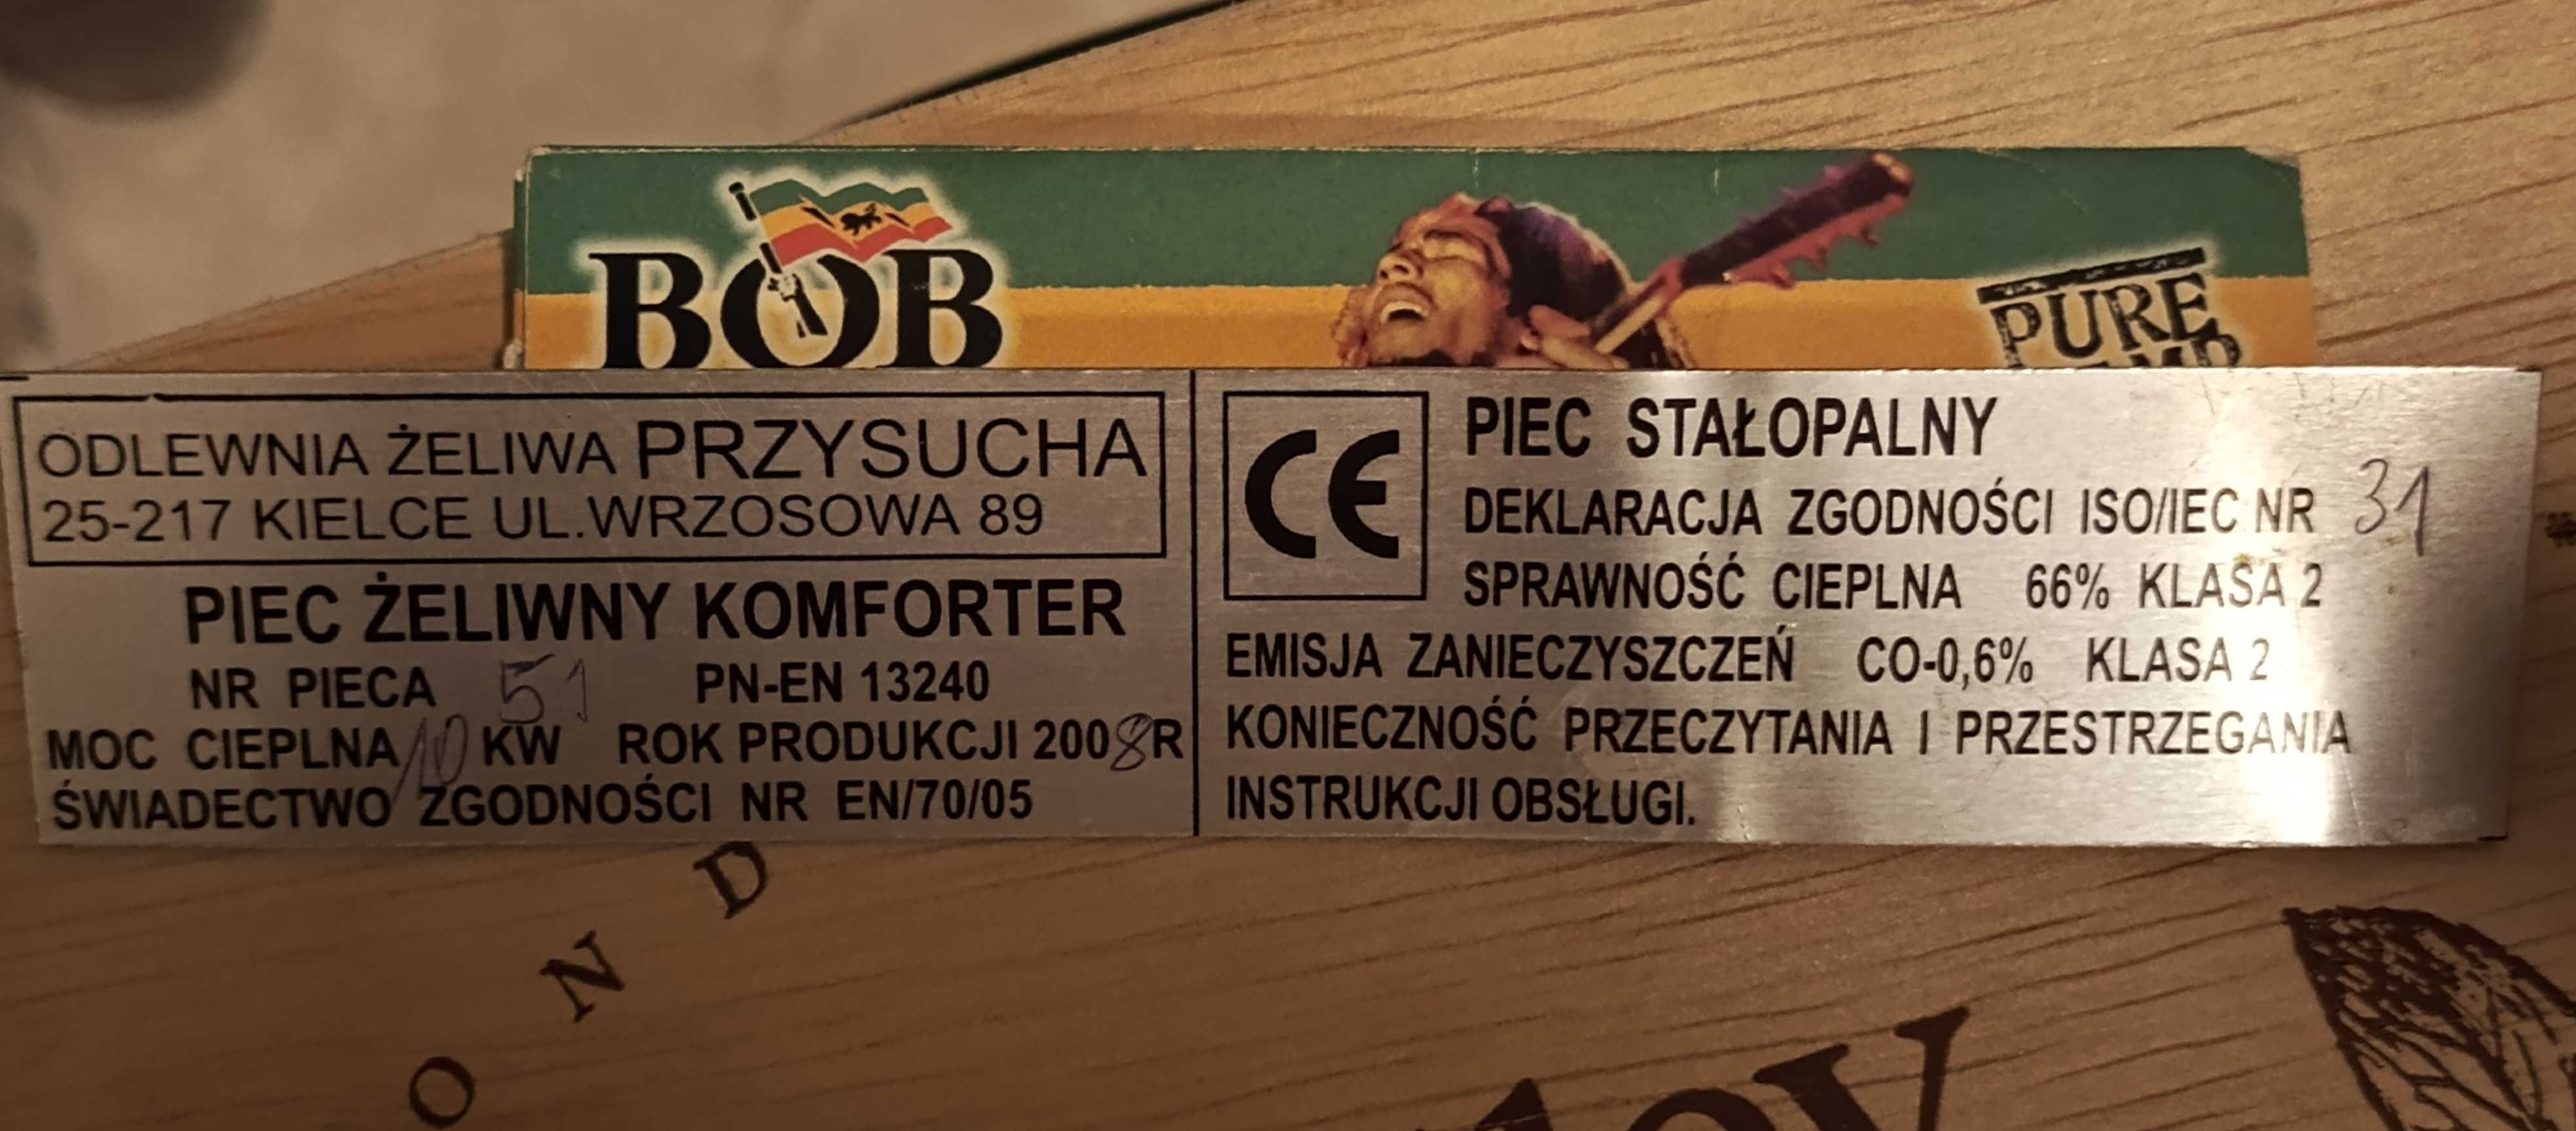 BOB
PURE
ODLEWNIA ŻELIWA PRZYSUCHA
25-217 KIELCE UL.WRZOSOWA 89
PIEC ŻELIWNY KOMFORTER
NR PIECA 51 PN-EN 13240
MOC CIEPLNA 10 KW ROK PRODUKCJI 2008R
ŚWIADECTWO ZGODNOŚCI NR EN/70/05
CE
PIEC STAŁOPALNY
DEKLARACJA ZGODNOŚCI ISO/IEC NR 31
SPRAWNOŚĆ CIEPLNA 66% KLASA 2
EMISJA ZANIECZYSZCZEŃ CO-0,6% KLASA 2
KONIECZNOŚĆ PRZECZYTANIA I PRZESTRZEGANIA
INSTRUKCJI OBSŁUGI.
OND